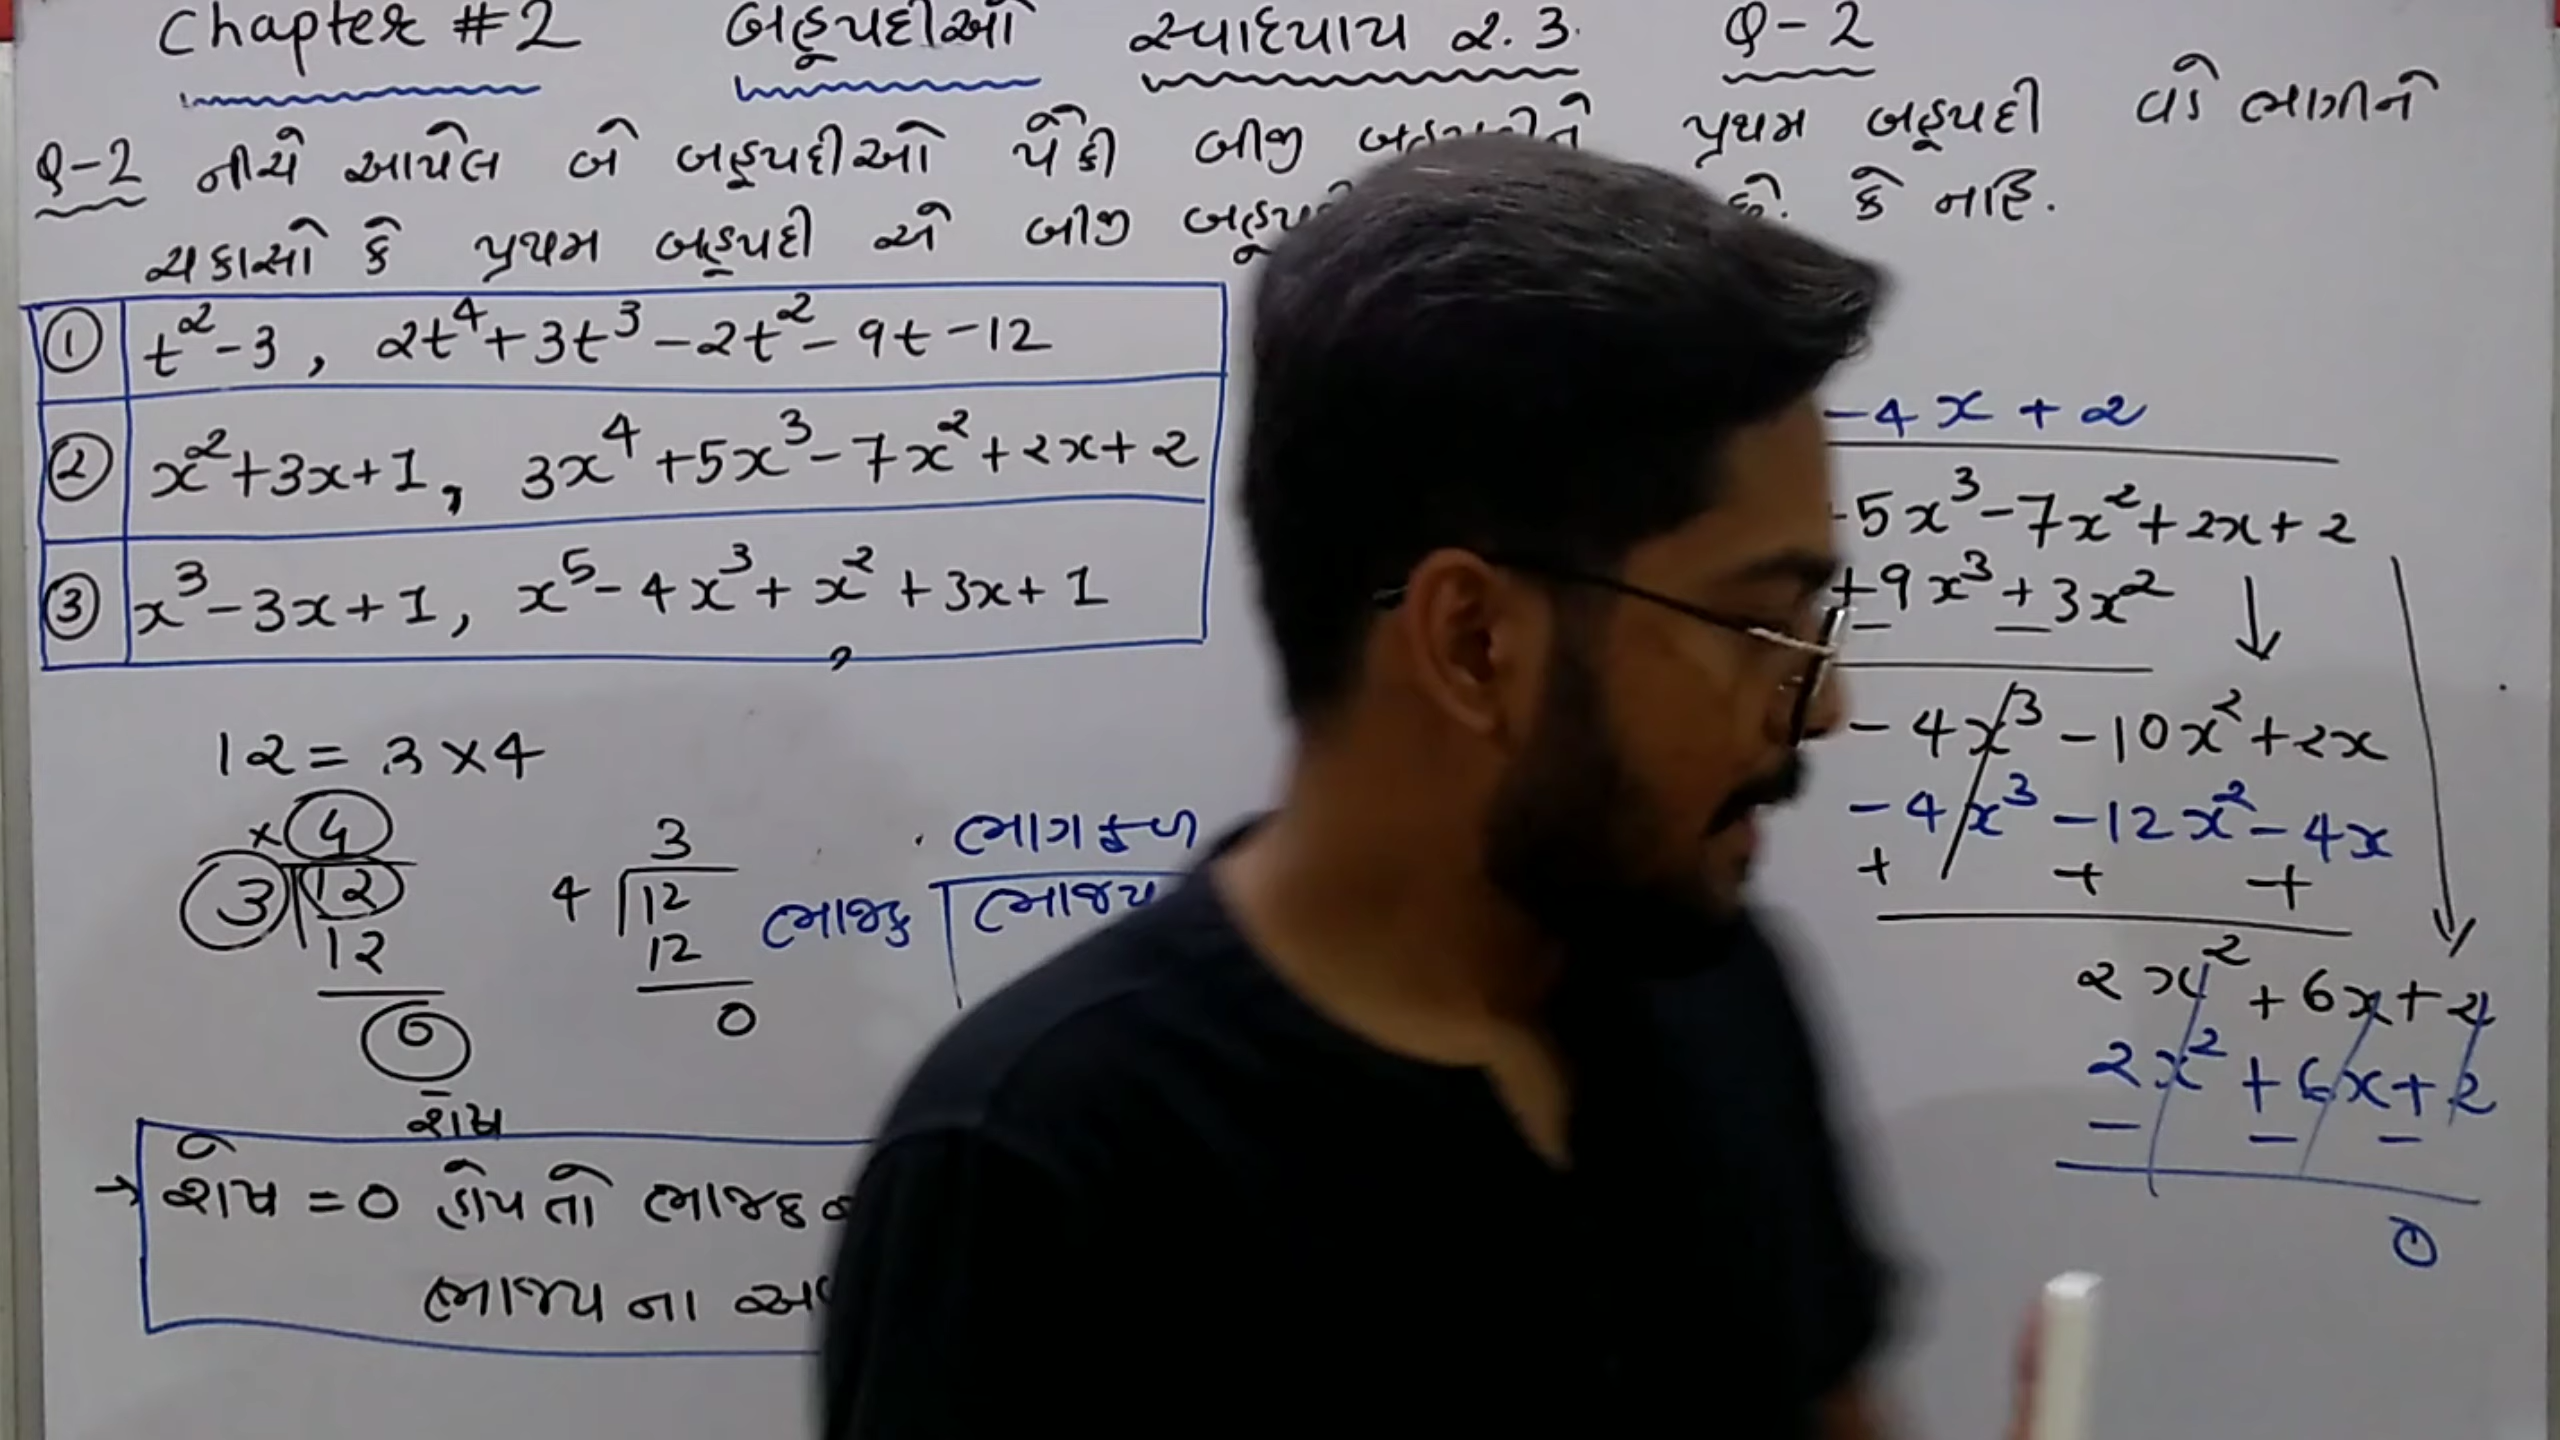 Chapter #2 બહૂપદીઓ સ્વાધ્યાય ૨.૩. Q-2
Q-2 નીચે આપેલ બે બહૂપદીઓ પૈકી બીજી પ્રથમ બહૂપદી વડે ભાગીને
ચકાસો કે પ્રથમ બહૂપદી એ બીજી છે. કે નહિ.
① t²-3, 2t⁴+3t³-2t²-9t-12
② x²+3x+1, 3x⁴+5x³-7x²+2x+2
③ x³-3x+1, x⁵-4x³+x²+3x+1
12 = 3×4
× 4
3 12
12
0
શેષ
3
4 12
12
0
ભાગફળ
ભાજક ભાજ્ય
→ શેષ = 0 હોય તો ભાજક
ભાજ્ય ના
-4x+2
5x³-7x²+2x+2
+9x³+3x²
- -
-4x³-10x²+2x
-4x³-12x²-4x
+ + +
2x²+6x+2
2x²+6x+2
- - -
0